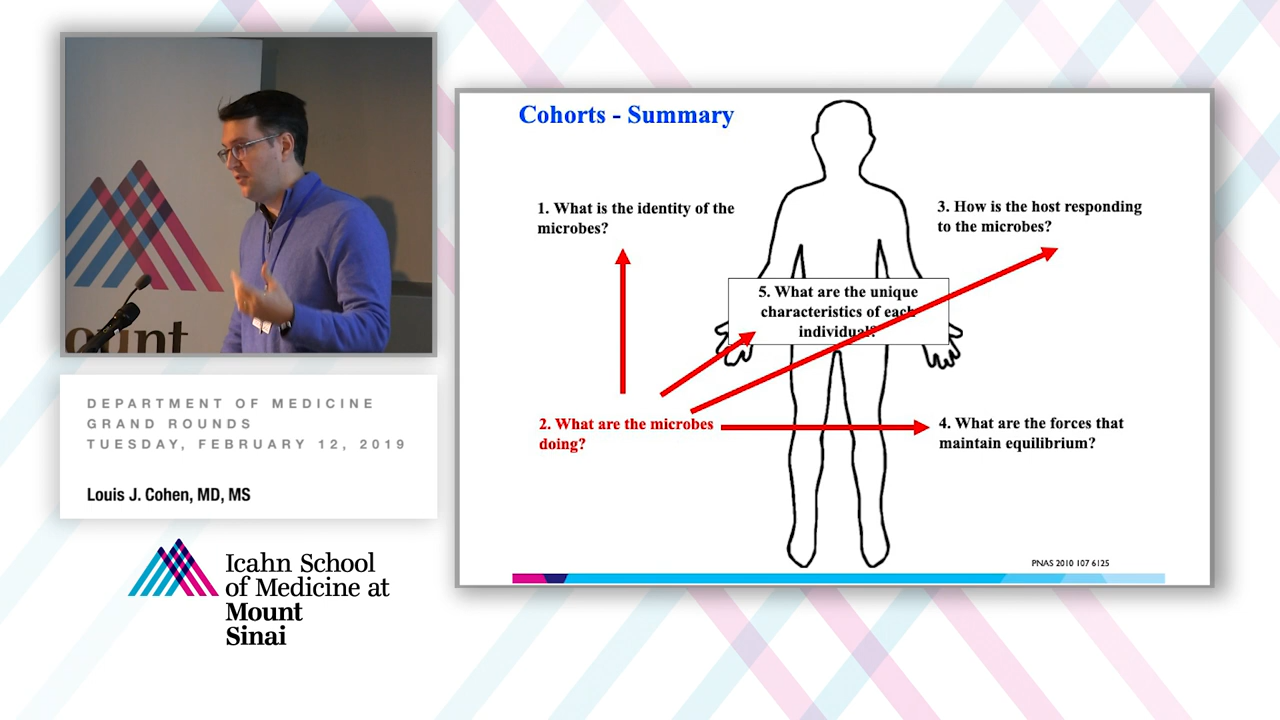 ount
DEPARTMENT OF MEDICINE
GRAND ROUNDS
TUESDAY, FEBRUARY 12, 2019
Louis J. Cohen, MD, MS
Icahn School
of Medicine at
Mount
Sinai
Cohorts - Summary
1. What is the identity of the
microbes?
3. How is the host responding
to the microbes?
5. What are the unique
characteristics of each
individual?
2. What are the microbes
doing?
4. What are the forces that
maintain equilibrium?
PNAS 2010 107 6125